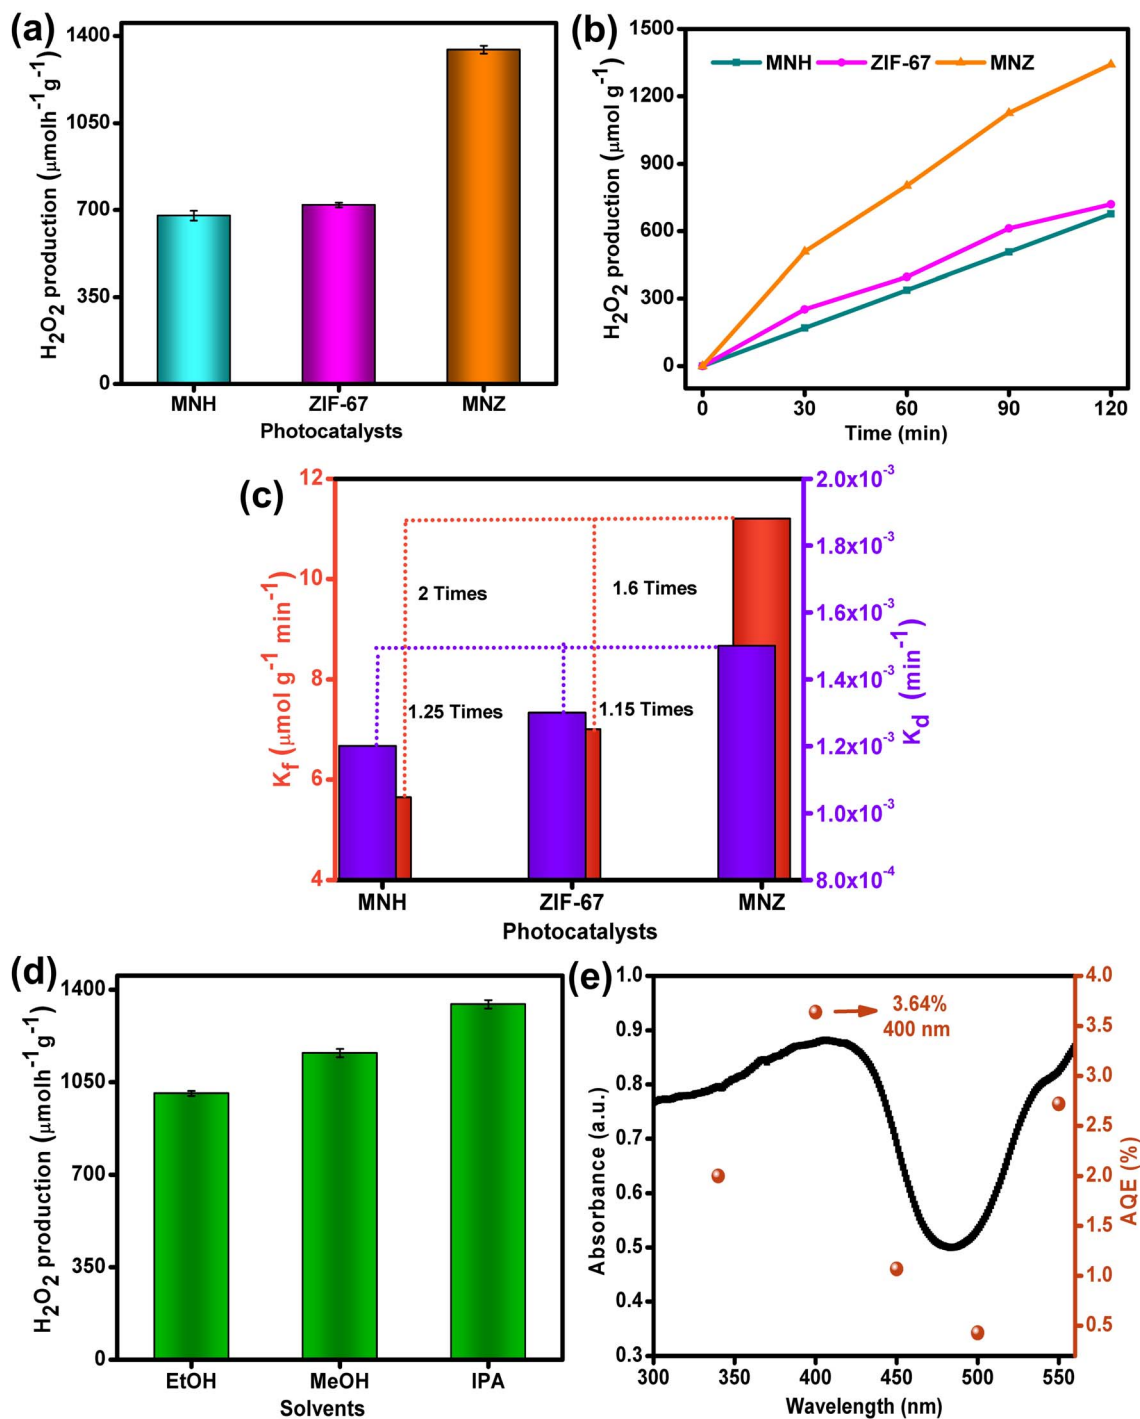 (a)
H₂O₂ production (μmolh⁻¹g⁻¹)
1400
1050
700
350
0
MNH ZIF-67 MNZ
Photocatalysts
(b)
H₂O₂ production (μmol g⁻¹)
1500
1200
900
600
300
0
MNH ZIF-67 MNZ
0 30 60 90 120
Time (min)
(c)
K_f (μmol g⁻¹ min⁻¹)
12
10
8
6
4
2 Times
1.6 Times
1.25 Times
1.15 Times
2.0x10⁻³
1.8x10⁻³
1.6x10⁻³
1.4x10⁻³
1.2x10⁻³
1.0x10⁻³
8.0x10⁻⁴
K_d (min⁻¹)
MNH ZIF-67 MNZ
Photocatalysts
(d)
H₂O₂ production (μmolh⁻¹g⁻¹)
1400
1050
700
350
0
EtOH MeOH IPA
Solvents
(e)
Absorbance (a.u.)
1.0
0.9
0.8
0.7
0.6
0.5
0.4
0.3
3.64%
400 nm
4.0
3.5
3.0
2.5
2.0
1.5
1.0
0.5
AQE (%)
300 350 400 450 500 550
Wavelength (nm)